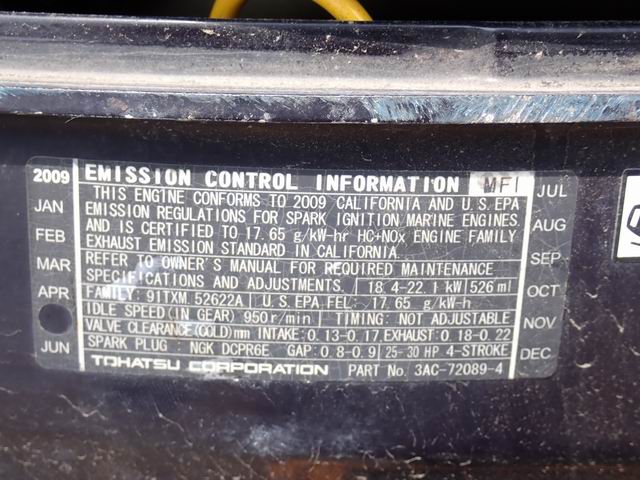 2009 EMISSION CONTROL INFORMATION MFI JUL
THIS ENGINE CONFORMS TO 2009 CALIFORNIA AND U.S.EPA
JAN EMISSION REGULATIONS FOR SPARK IGNITION MARINE ENGINES AUG
FEB AND IS CERTIFIED TO 17.65 g/kW-hr HC+NOx ENGINE FAMILY
EXHAUST EMISSION STANDARD IN CALIFORNIA. SEP
MAR REFER TO OWNER'S MANUAL FOR REQUIRED MAINTENANCE
SPECIFICATIONS AND ADJUSTMENTS. 18.4-22.1 kW 526 ml OCT
APR FAMILY: 91TXM.52622A U.S.EPA FEL: 17.65 g/kW-h
IDLE SPEED(IN GEAR) 950r/min TIMING: NOT ADJUSTABLE NOV
VALVE CLEARANCE(COLD)mm INTAKE: 0.13-0.17, EXHAUST: 0.18-0.22
JUN SPARK PLUG : NGK DCPR6E GAP: 0.8-0.9 25-30 HP 4-STROKE DEC
TOHATSU CORPORATION PART NO. 3AC-72089-4